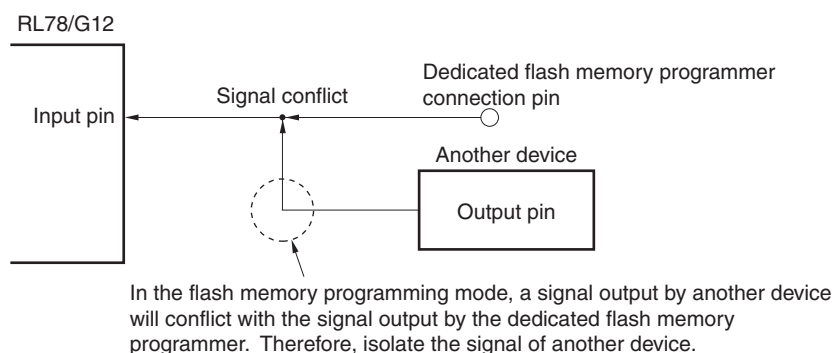 RL78/G12
Dedicated flash memory programmer
connection pin
Signal conflict
Input pin
Another device
Output pin
In the flash memory programming mode, a signal output by another device
will conflict with the signal output by the dedicated flash memory
programmer. Therefore, isolate the signal of another device.